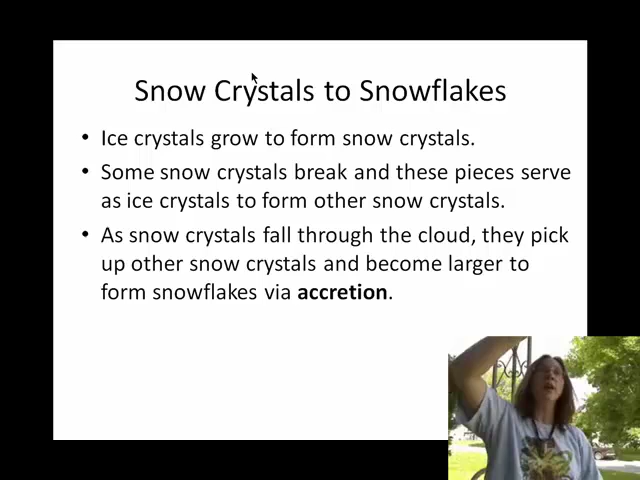 Snow Crystals to Snowflakes
• Ice crystals grow to form snow crystals.
• Some snow crystals break and these pieces serve
as ice crystals to form other snow crystals.
• As snow crystals fall through the cloud, they pick
up other snow crystals and become larger to
form snowflakes via accretion.